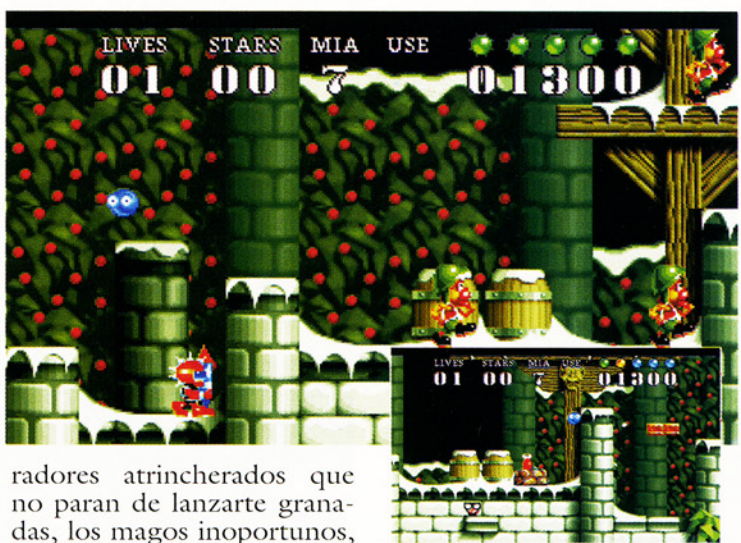 LIVES STARS MIA USE
01 00 7 01300
LIVES STARS MIA USE
01 00 7 01300
radores atrincherados que
no paran de lanzarte grana-
das, los magos inoportunos,